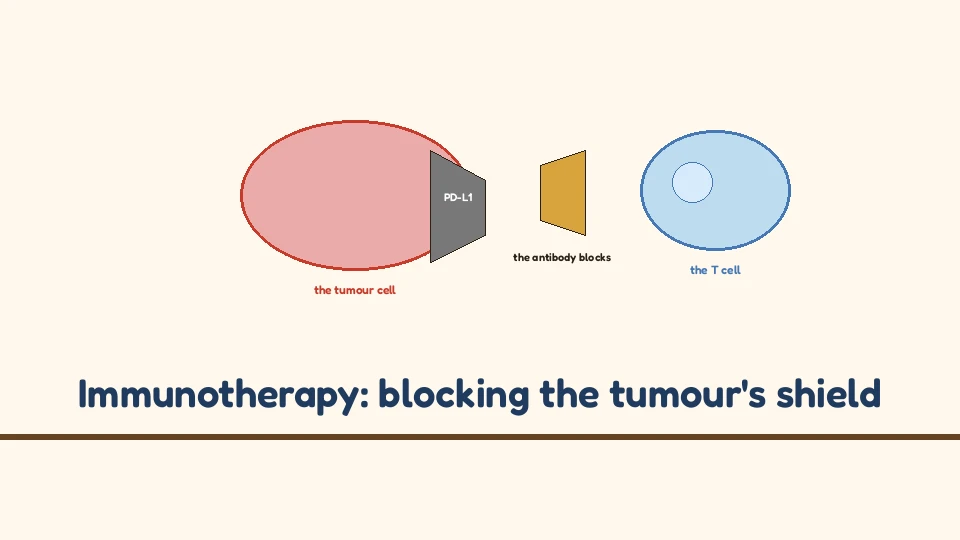 PD-L1
the antibody blocks
the T cell
the tumour cell
Immunotherapy: blocking the tumour's shield